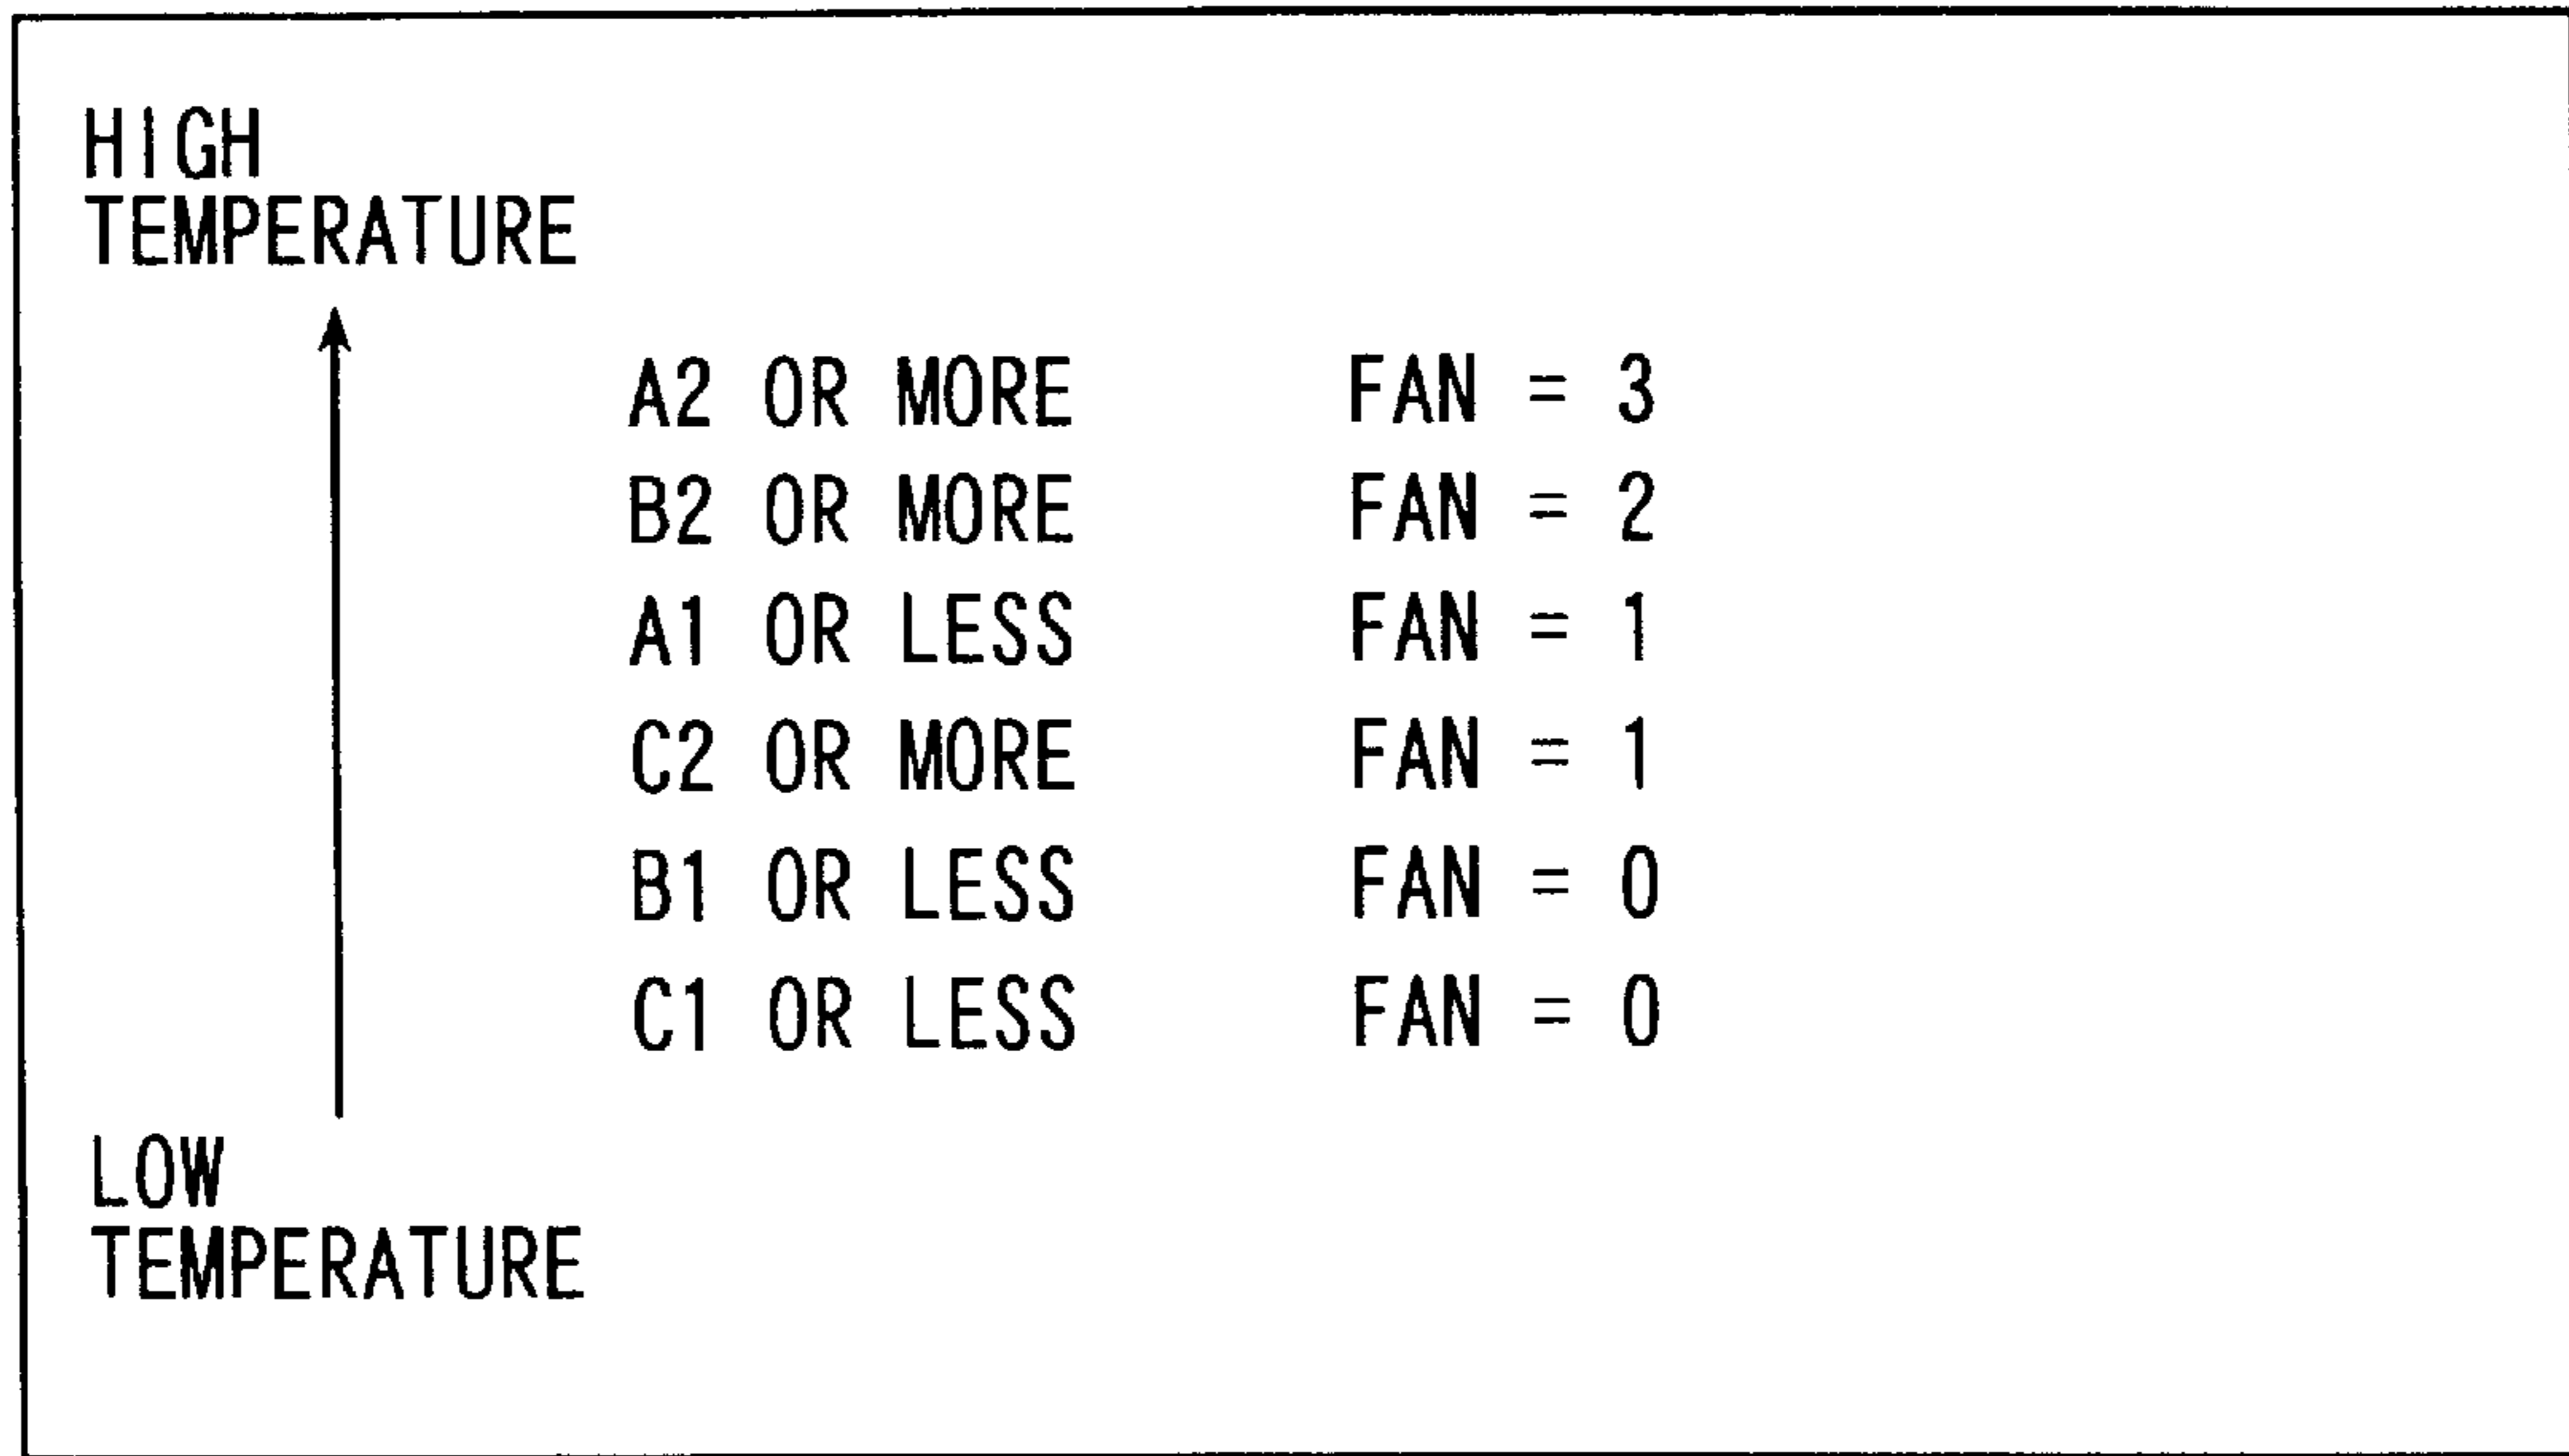 HIGH
TEMPERATURE
A2 OR MORE FAN = 3
B2 OR MORE FAN = 2
A1 OR LESS FAN = 1
C2 OR MORE FAN = 1
B1 OR LESS FAN = 0
C1 OR LESS FAN = 0
LOW
TEMPERATURE